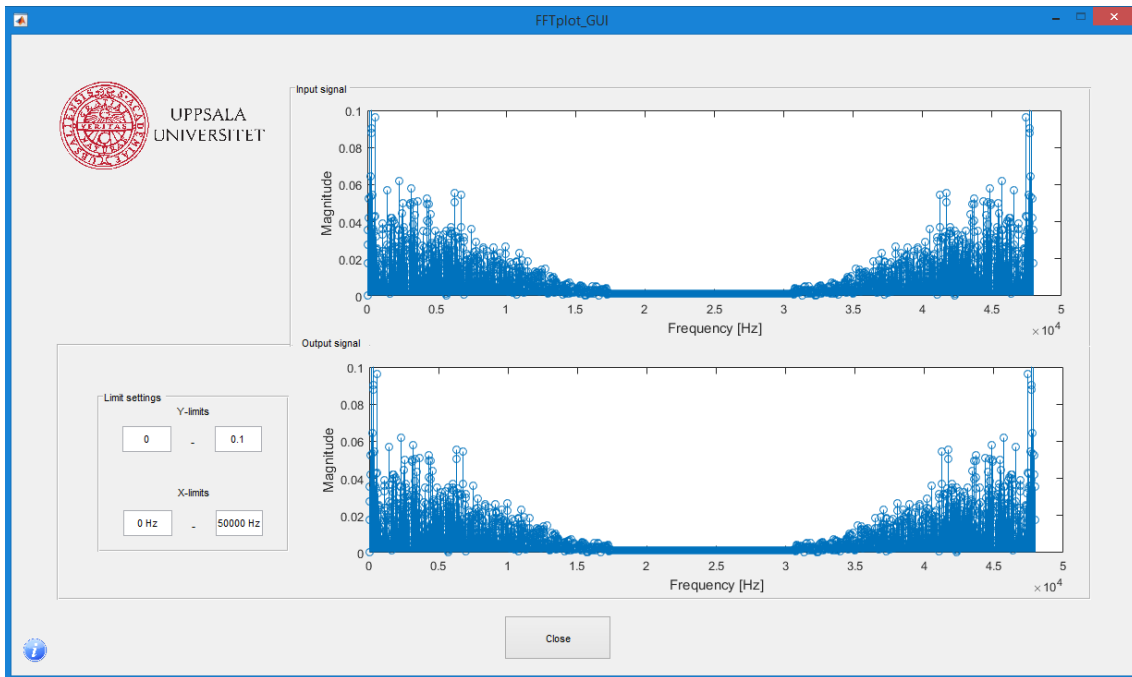 FFTplot_GUI
UPPSALA
UNIVERSITET
Input signal
0.1
0.08
0.06
0.04
0.02
0
Magnitude
0 0.5 1 1.5 2 2.5 3 3.5 4 4.5 5
Frequency [Hz]
×10⁴
Output signal
0.1
0.08
0.06
0.04
0.02
0
Magnitude
0 0.5 1 1.5 2 2.5 3 3.5 4 4.5 5
Frequency [Hz]
×10⁴
Limit settings
Y-limits
0 - 0.1
X-limits
0 Hz - 50000 Hz
Close